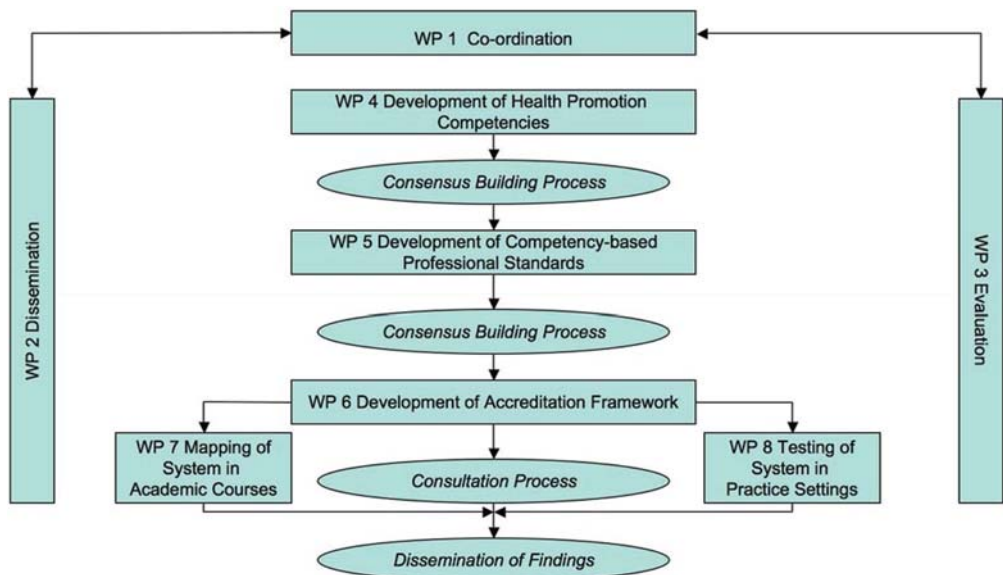 WP 1 Co-ordination
WP 4 Development of Health Promotion
Competencies
Consensus Building Process
WP 5 Development of Competency-based
Professional Standards
Consensus Building Process
WP 6 Development of Accreditation Framework
WP 7 Mapping of
System in
Academic Courses
Consultation Process
WP 8 Testing of
System in
Practice Settings
Dissemination of Findings
WP 2 Dissemination
WP 3 Evaluation